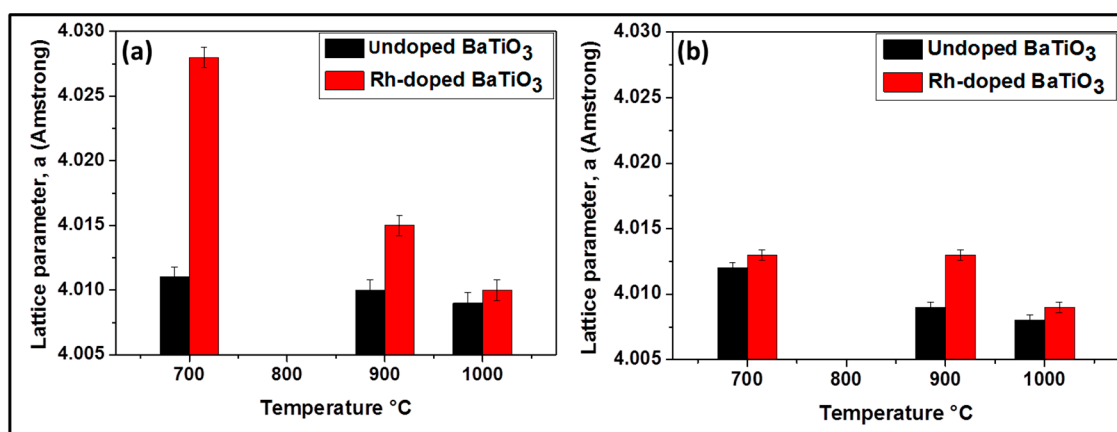 (a)
Undoped BaTiO3
Rh-doped BaTiO3
Lattice parameter, a (Amstrong)
4.030
4.025
4.020
4.015
4.010
4.005
700
800
900
1000
Temperature °C
(b)
Undoped BaTiO3
Rh-doped BaTiO3
Lattice parameter, a (Amstrong)
4.030
4.025
4.020
4.015
4.010
4.005
700
800
900
1000
Temperature °C